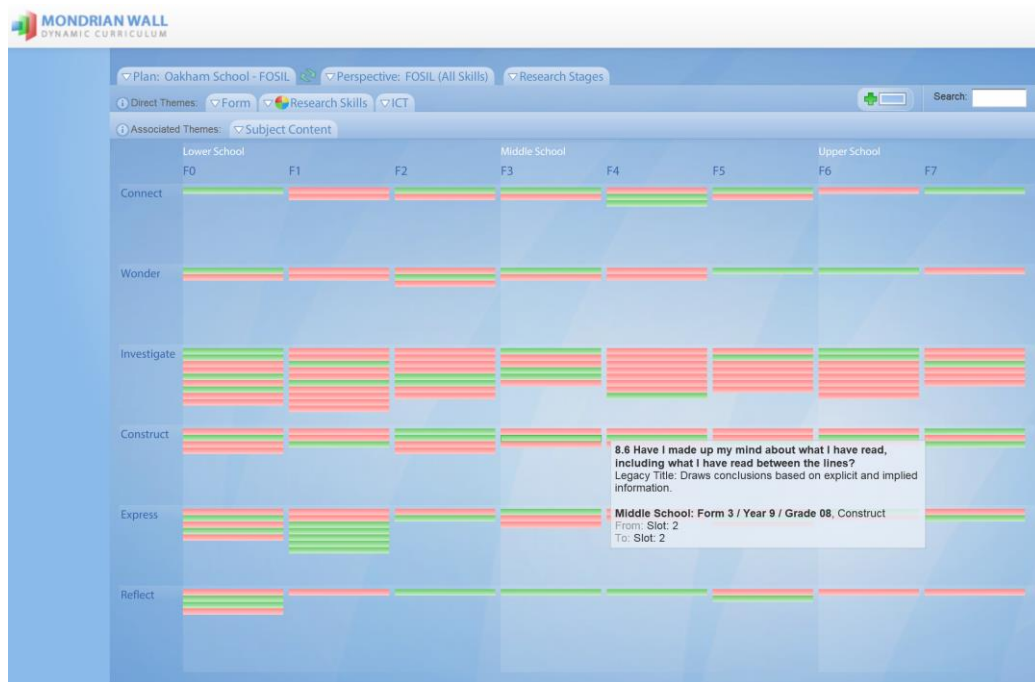 MONDRIAN WALL
DYNAMIC CURRICULUM
Plan: Oakham School - FOSIL Perspective: FOSIL (All Skills) Research Stages
Direct Themes: Form Research Skills ICT Search:
Associated Themes: Subject Content
Lower School Middle School Upper School
F0 F1 F2 F3 F4 F5 F6 F7
Connect
Wonder
Investigate
Construct
8.6 Have I made up my mind about what I have read,
including what I have read between the lines?
Legacy Title: Draws conclusions based on explicit and implied
information.
Middle School: Form 3 / Year 9 / Grade 08, Construct
From: Slot: 2
To: Slot: 2
Express
Reflect